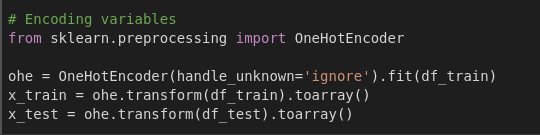 # Encoding variables
from sklearn.preprocessing import OneHotEncoder
ohe = OneHotEncoder(handle_unknown='ignore').fit(df_train)
x_train = ohe.transform(df_train).toarray()
x_test = ohe.transform(df_test).toarray()